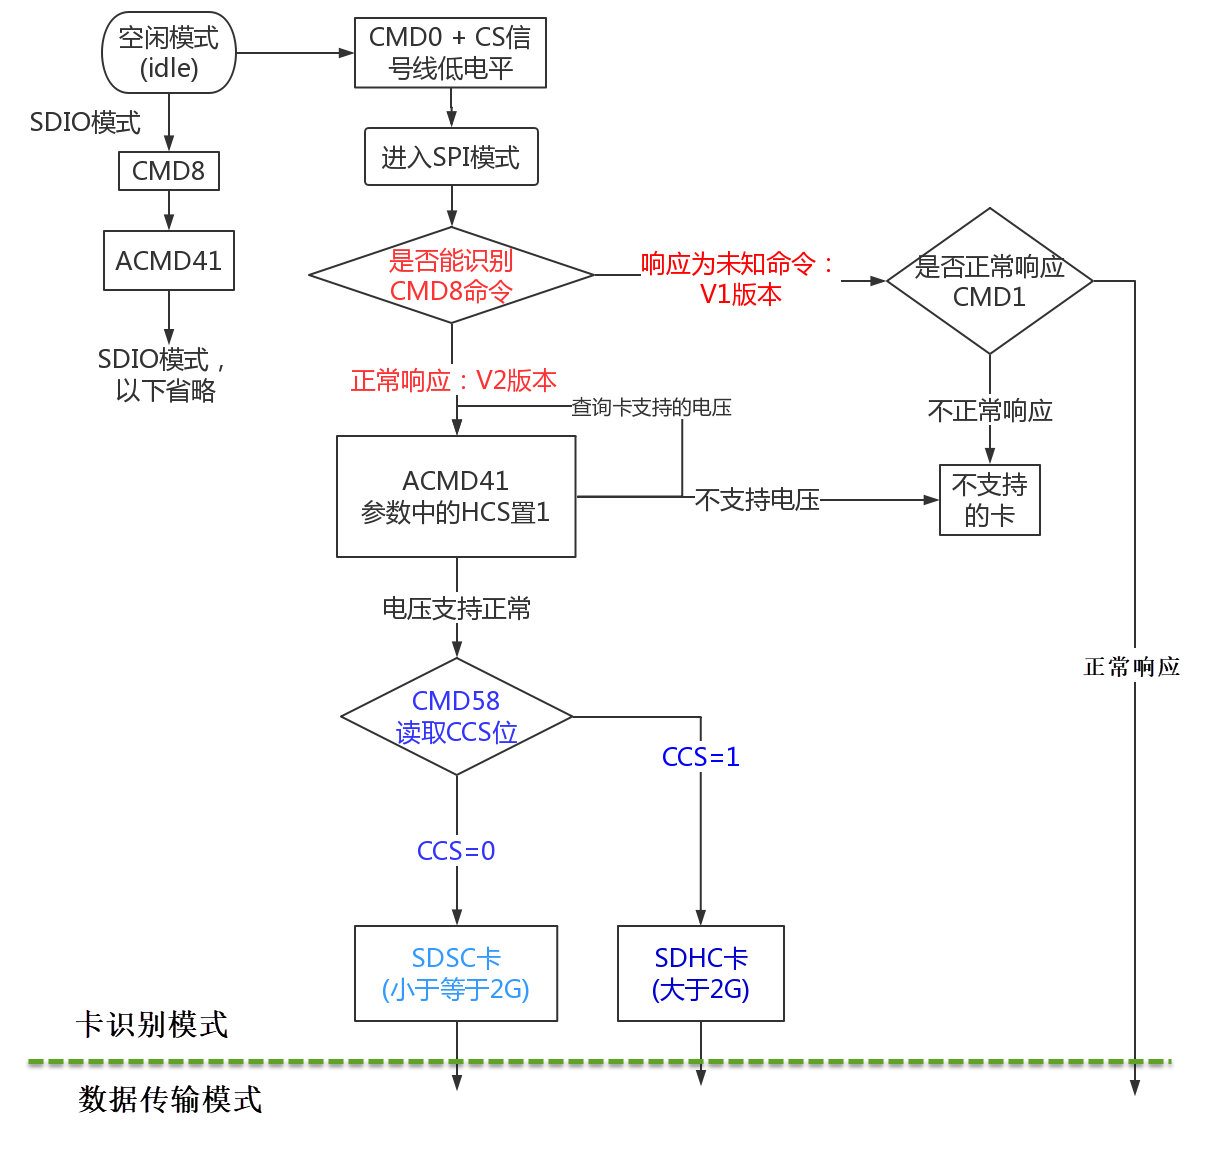 空闲模式
(idle)
CMD0 + CS信
号线低电平
SDIO模式
CMD8
进入SPI模式
ACMD41
是否能识别
CMD8命令
响应为未知命令：
V1版本
是否正常响应
CMD1
SDIO模式，
以下省略
正常响应：V2版本
查询卡支持的电压
不正常响应
ACMD41
参数中的HCS置1
不支持电压
不支持
的卡
电压支持正常
正常响应
CMD58
读取CCS位
CCS=1
CCS=0
SDSC卡
(小于等于2G)
SDHC卡
(大于2G)
卡识别模式
数据传输模式